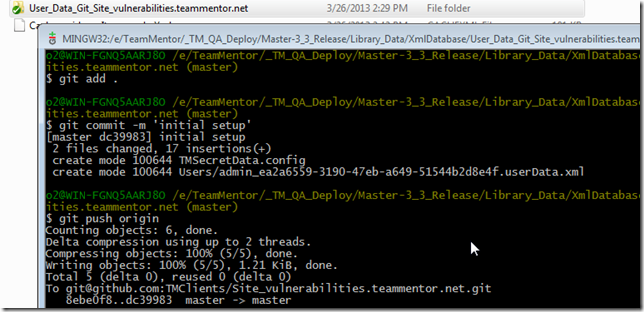 User_Data_Git_Site_vulnerabilities.teammentor.net 3/26/2013 2:29 PM File folder
MINGW32:/e/TeamMentor/_TM_QA_Deploy/Master-3_3_Release/Library_Data/XmlDatabase/User_Data_Git_Site_vulnerabilities.teamm
o2@WIN-FGNQ5AARJ8O /e/TeamMentor/_TM_QA_Deploy/Master-3_3_Release/Library_Data/XmlDatabas
ities.teammentor.net (master)
$ git add .
o2@WIN-FGNQ5AARJ8O /e/TeamMentor/_TM_QA_Deploy/Master-3_3_Release/Library_Data/XmlDatabas
ities.teammentor.net (master)
$ git commit -m 'initial setup'
[master dc39983] initial setup
2 files changed, 17 insertions(+)
create mode 100644 TMSecretData.config
create mode 100644 Users/admin_ea2a6559-3190-47eb-a649-51544b2d8e4f.userData.xml
o2@WIN-FGNQ5AARJ8O /e/TeamMentor/_TM_QA_Deploy/Master-3_3_Release/Library_Data/XmlDatabas
ities.teammentor.net (master)
$ git push origin
Counting objects: 6, done.
Delta compression using up to 2 threads.
Compressing objects: 100% (5/5), done.
Writing objects: 100% (5/5), 1.21 KiB, done.
Total 5 (delta 0), reused 0 (delta 0)
To git@github.com:TMClients/Site_vulnerabilities.teammentor.net.git
8ebe0f8..dc39983 master -> master